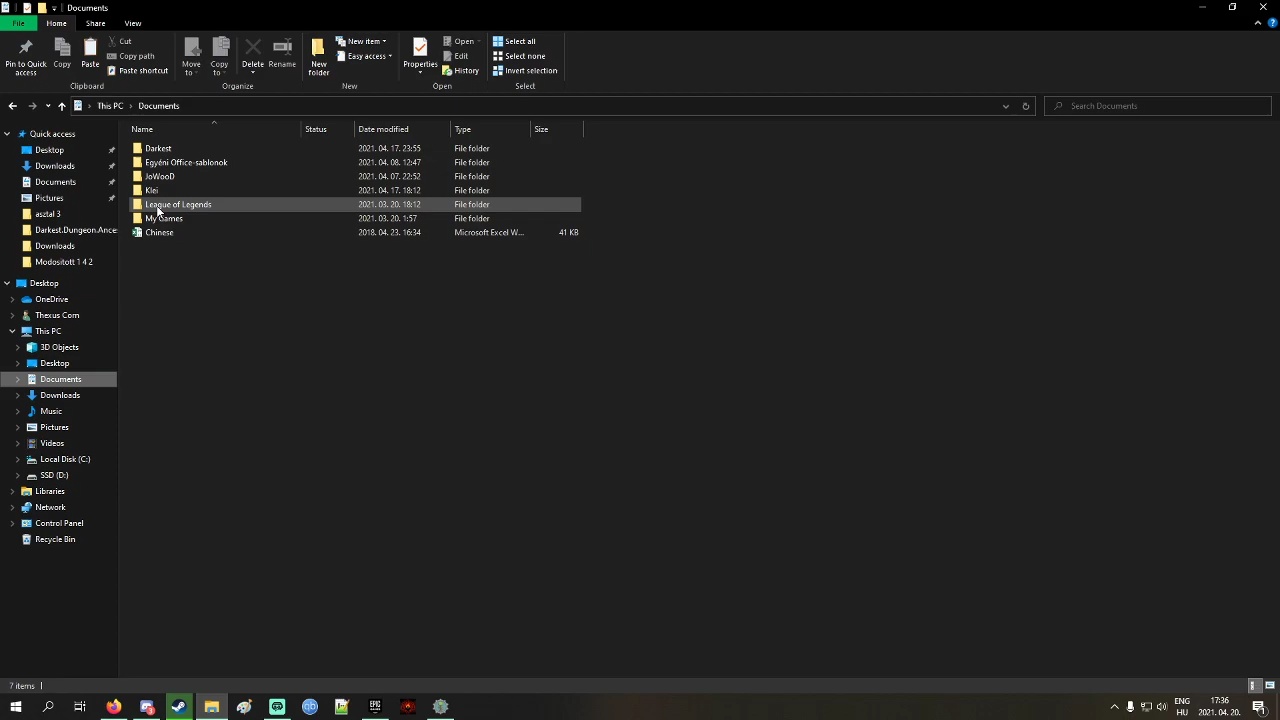 Documents
File Home Share View
Pin to Quick access
Copy
Paste
Cut
Copy path
Paste shortcut
Clipboard
Move to
Copy to
Delete
Rename
Organize
New folder
New item
Easy access
New
Properties
Open
Edit
History
Open
Select all
Select none
Invert selection
Select
This PC > Documents
Search Documents
Name Status Date modified Type Size
Darkest 2021. 04. 17. 23:55 File folder
Egyéni Office-sablonok 2021. 04. 08. 12:47 File folder
JoWooD 2021. 04. 07. 22:52 File folder
Klei 2021. 04. 17. 18:12 File folder
League of Legends 2021. 03. 20. 18:12 File folder
My Games 2021. 03. 20. 1:57 File folder
Chinese 2018. 04. 23. 16:34 Microsoft Excel W... 41 KB
Quick access
Desktop
Downloads
Documents
Pictures
asztal 3
Darkest.Dungeon.Ance
Downloads
Modositott 1 4 2
Desktop
OneDrive
Thexus Com
This PC
3D Objects
Desktop
Documents
Downloads
Music
Pictures
Videos
Local Disk (C:)
SSD (D:)
Libraries
Network
Control Panel
Recycle Bin
7 items
EPIC
ENG
HU
17:36
2021. 04. 20.